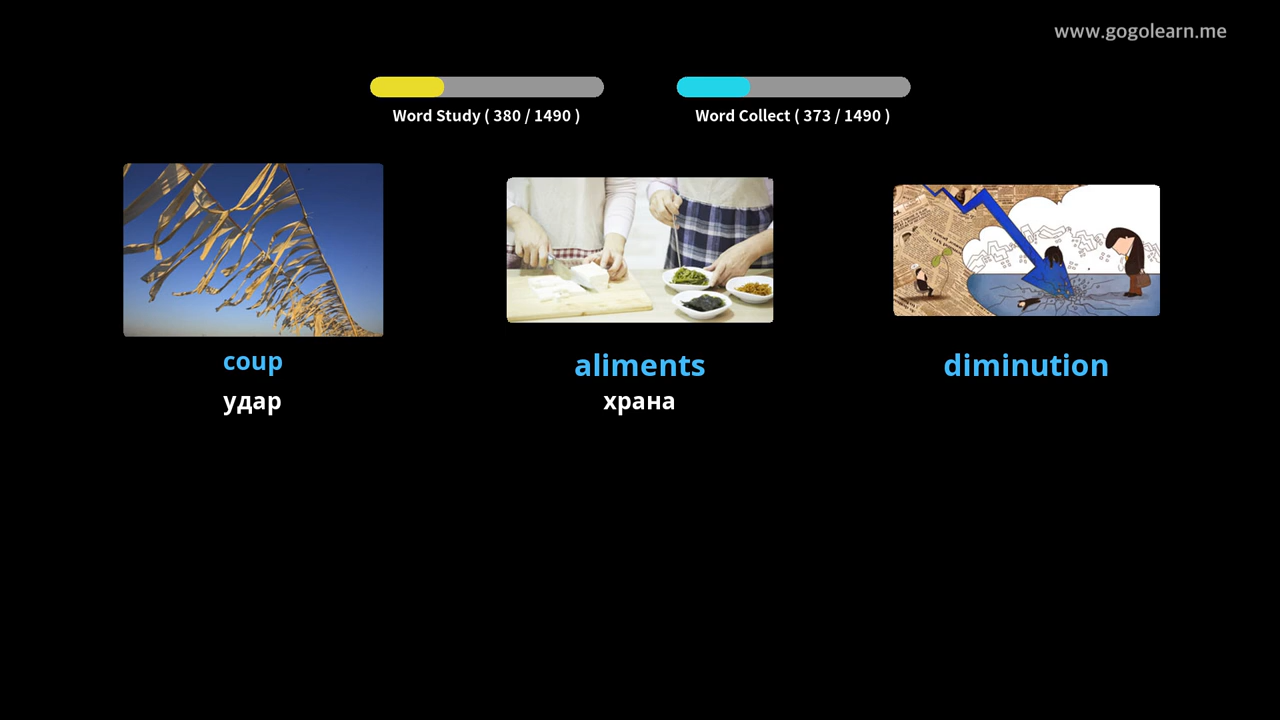 www.gogolearn.me
Word Study ( 380 / 1490 )
Word Collect ( 373 / 1490 )
coup
удар
aliments
храна
diminution